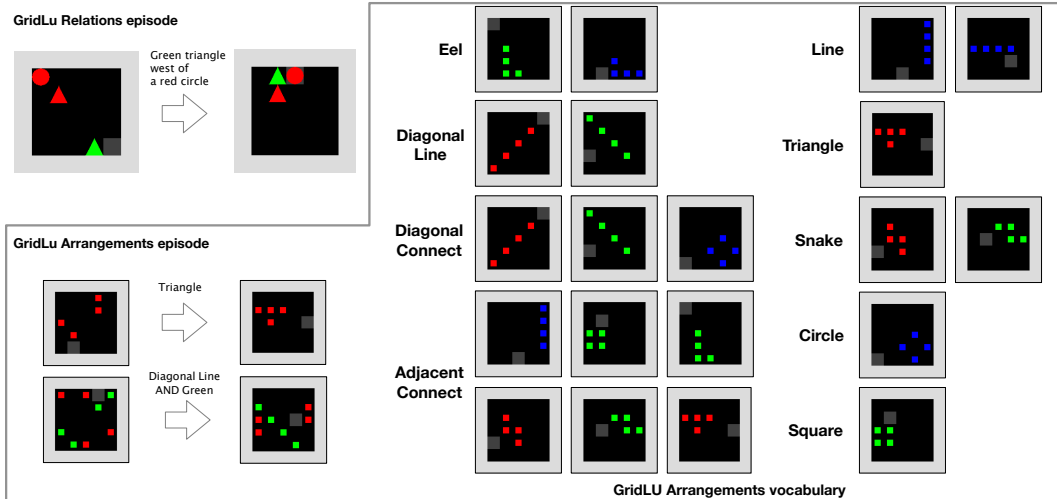 GridLu Relations episode
Green triangle
west of
a red circle
GridLu Arrangements episode
Triangle
Diagonal Line
AND Green
Eel
Line
Diagonal
Line
Triangle
Diagonal
Connect
Snake
Adjacent
Connect
Circle
Square
GridLU Arrangements vocabulary